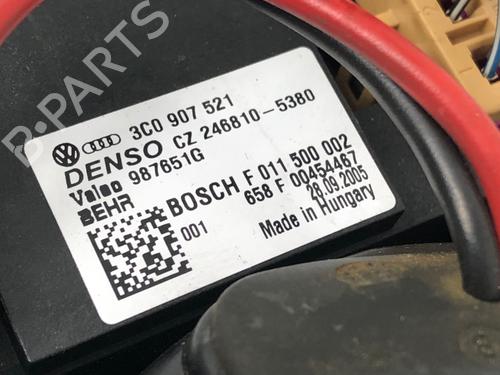 3C0 907 521
DENSO CZ 246810-5380
Valeo 987651G
BEHR
BOSCH F 011 500 002
001
658 F 00454467
28.09.2005
Made in Hungary
B-PARTS